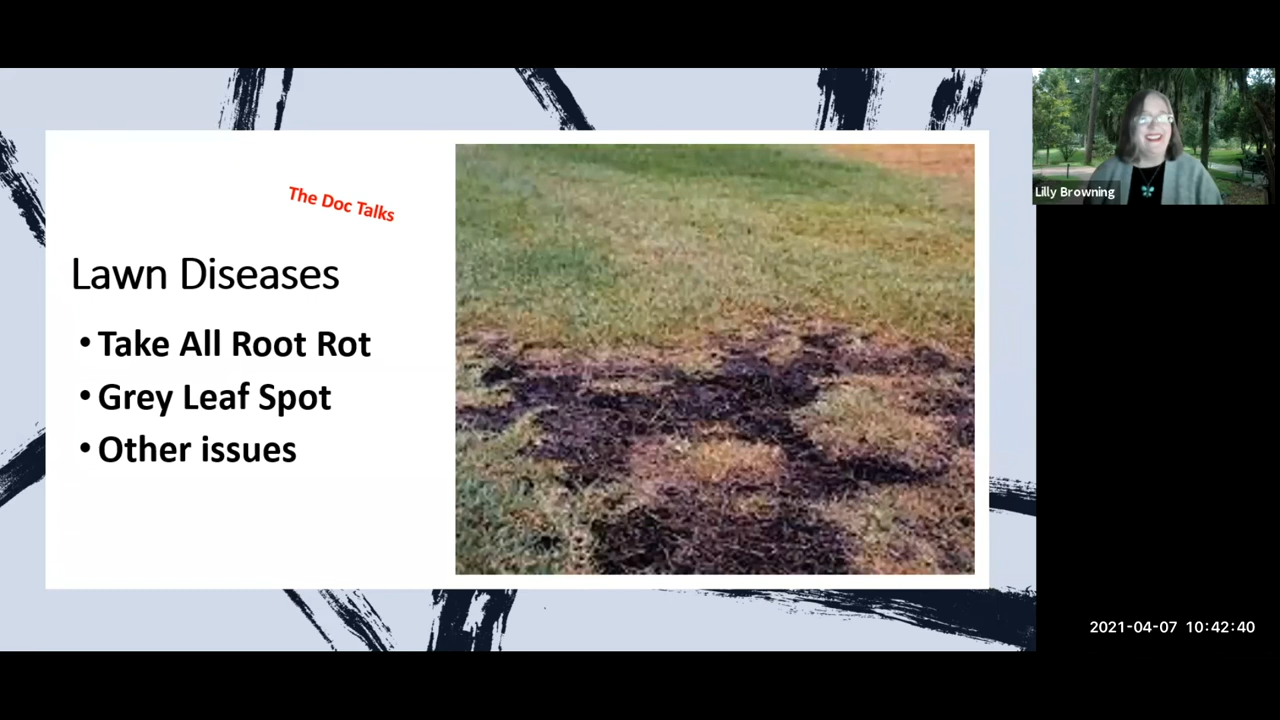 The Doc Talks
Lawn Diseases
• Take All Root Rot
• Grey Leaf Spot
• Other issues
Lilly Browning
2021-04-07 10:42:40